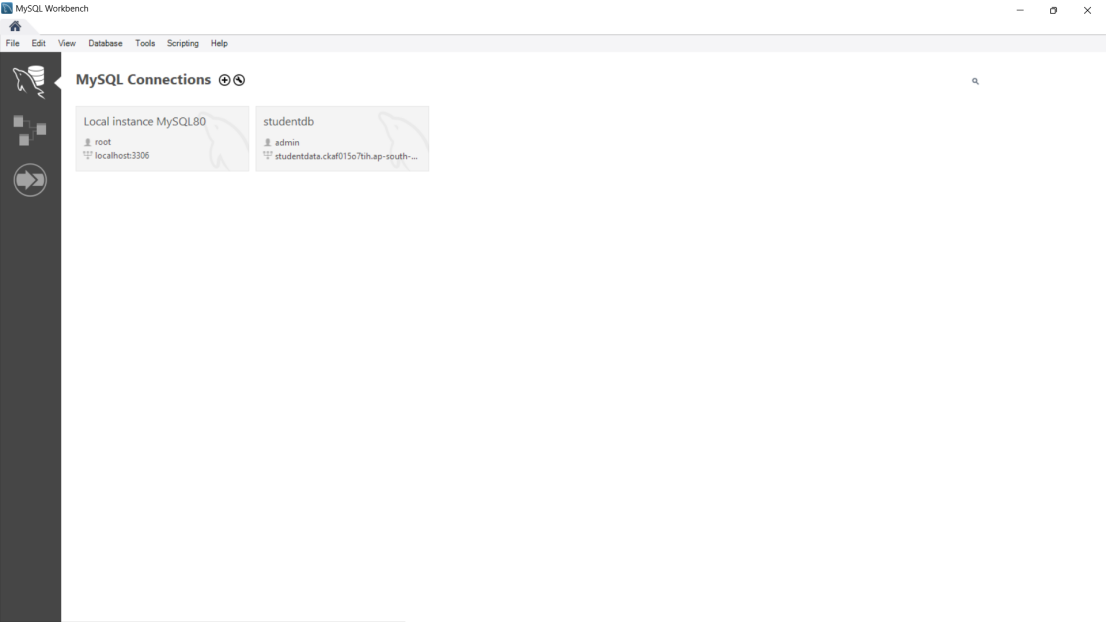 MySQL Workbench
File Edit View Database Tools Scripting Help
MySQL Connections
Local instance MySQL80
root
localhost:3306
studentdb
admin
studentdata.ckaf015o7tih.ap-south-...